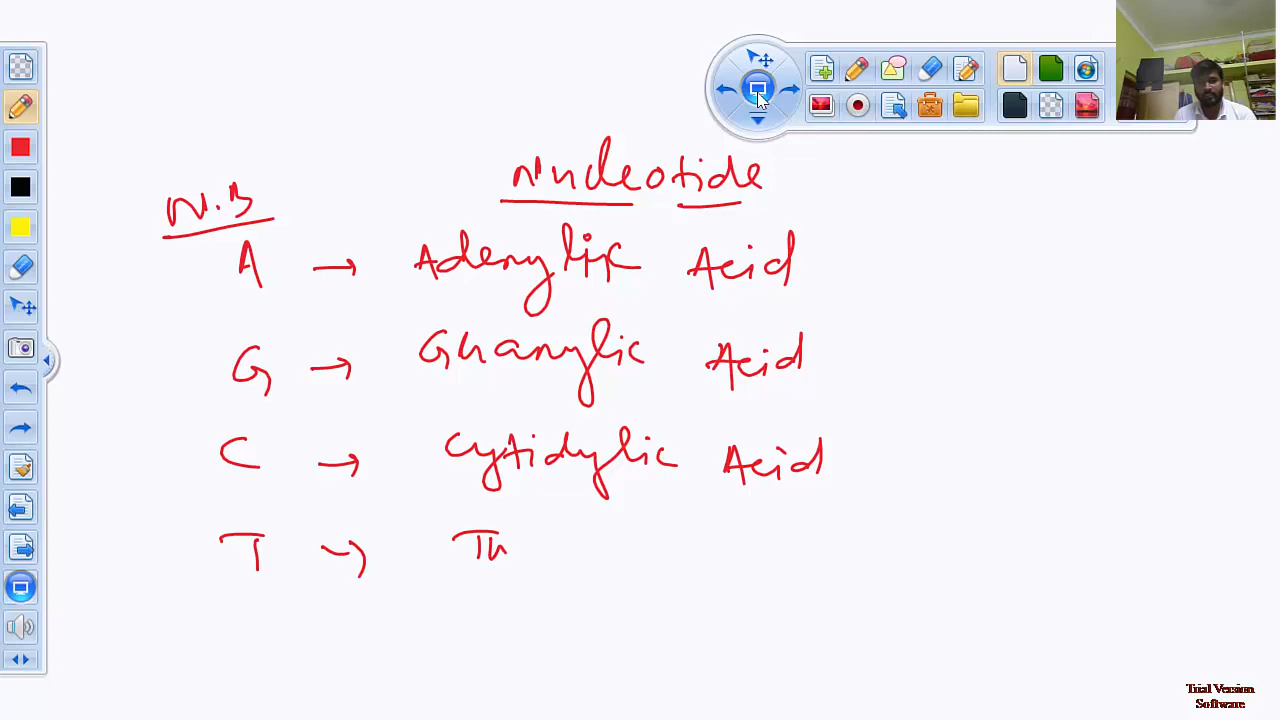 Nucleotide
N.B
A → Adenylic Acid
G → Guanylic Acid
C → Cytidylic Acid
T → Th
Trial Version
Software